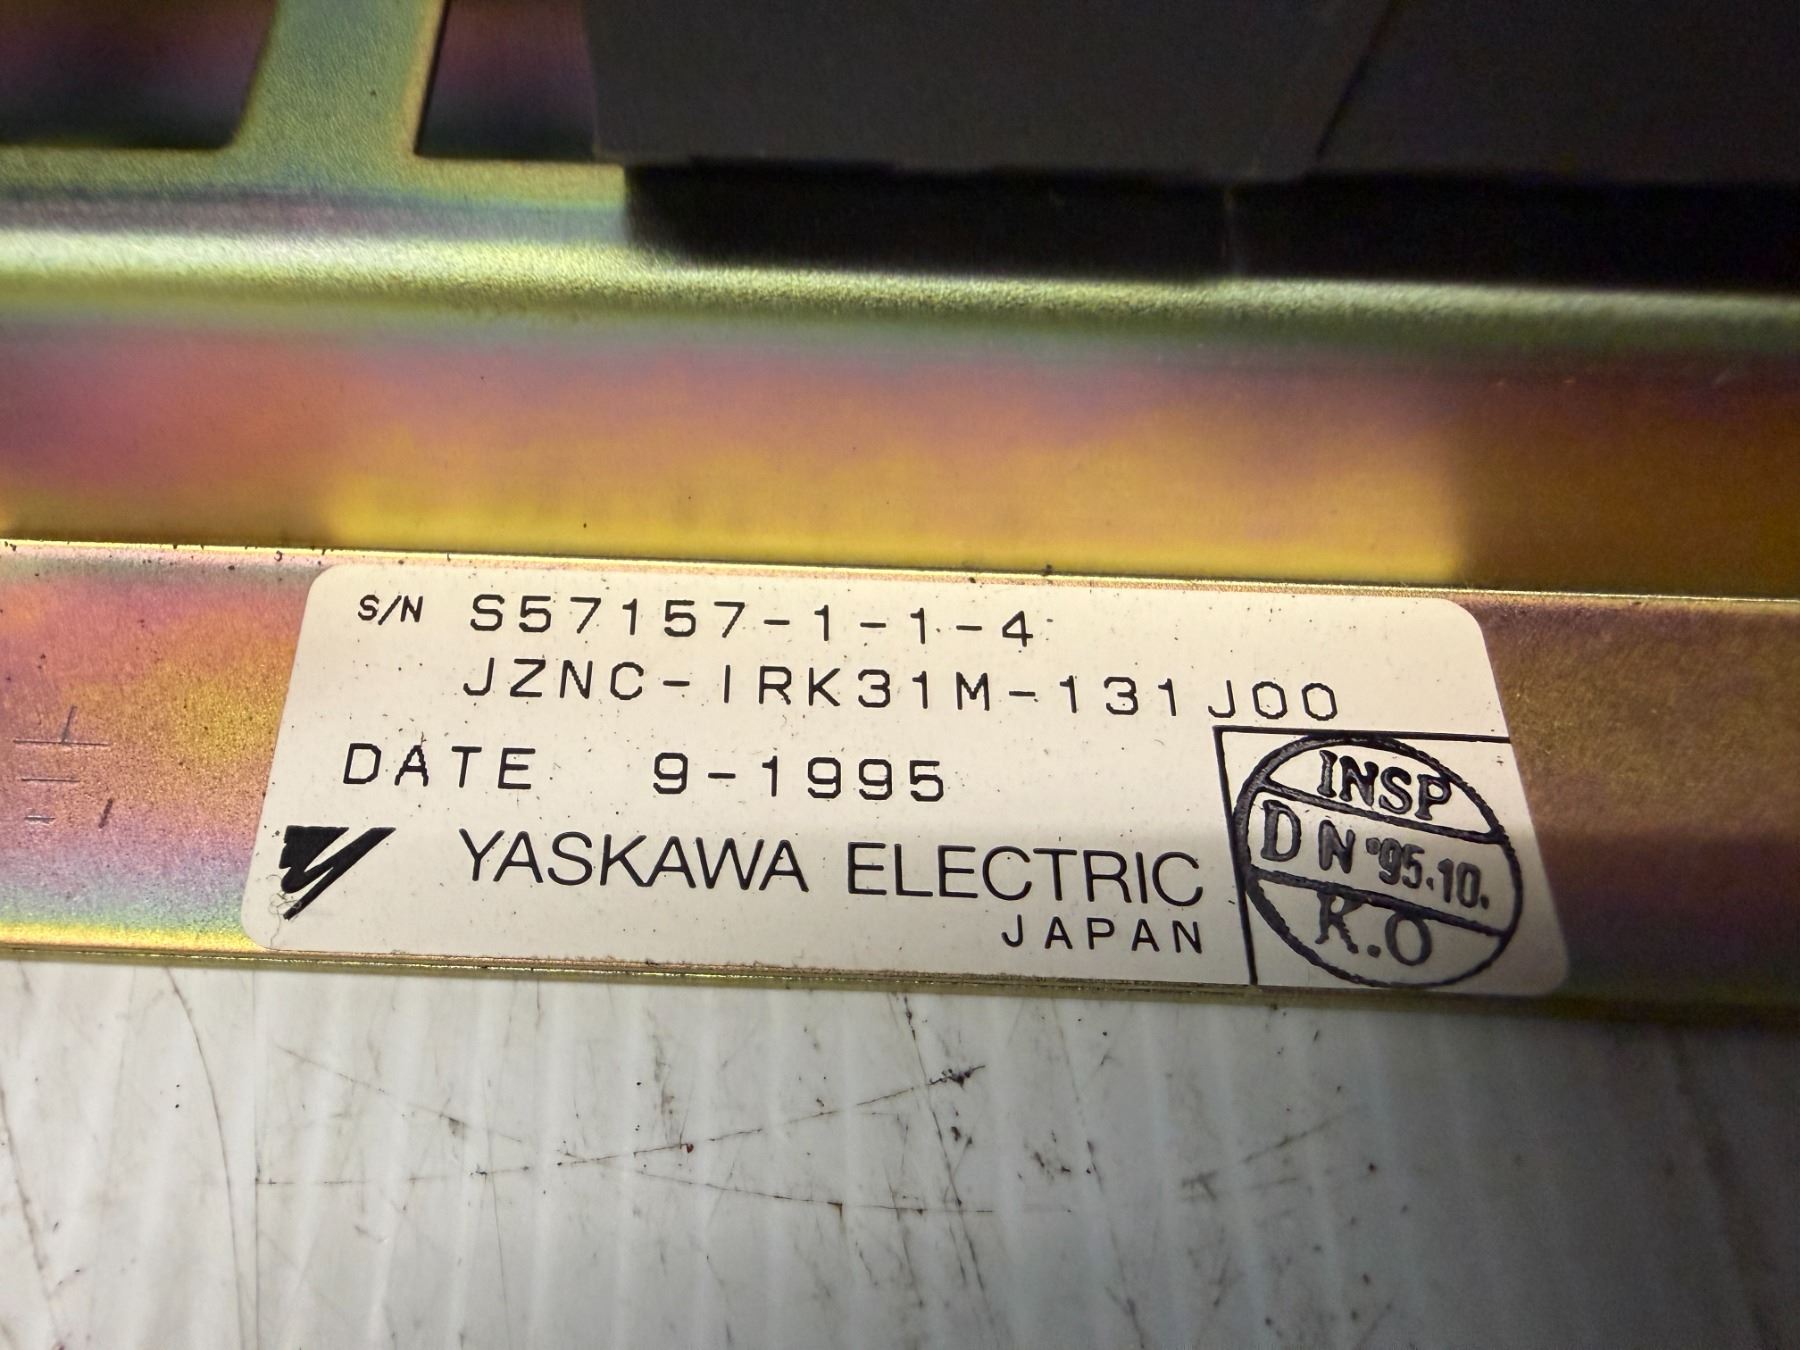 S/N S57157-1-1-4
JZNC-IRK31M-131J00
DATE 9-1995
YASKAWA ELECTRIC
JAPAN
INSP
DN '95.10.
K.O